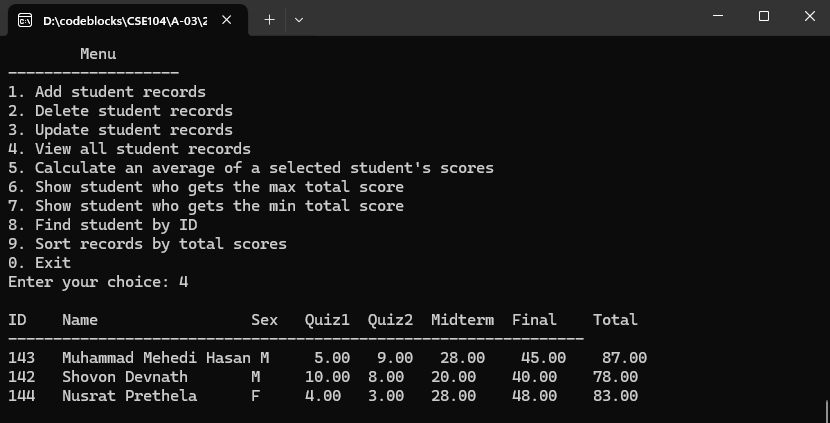 D:\codeblocks\CSE104\A-03\2
Menu
-------------------
1. Add student records
2. Delete student records
3. Update student records
4. View all student records
5. Calculate an average of a selected student's scores
6. Show student who gets the max total score
7. Show student who gets the min total score
8. Find student by ID
9. Sort records by total scores
0. Exit
Enter your choice: 4
ID    Name                 Sex   Quiz1  Quiz2  Midterm  Final    Total
----------------------------------------------------------------
143   Muhammad Mehedi Hasan M     5.00   9.00   28.00    45.00    87.00
142   Shovon Devnath       M     10.00  8.00   20.00    40.00    78.00
144   Nusrat Prethela      F     4.00   3.00   28.00    48.00    83.00